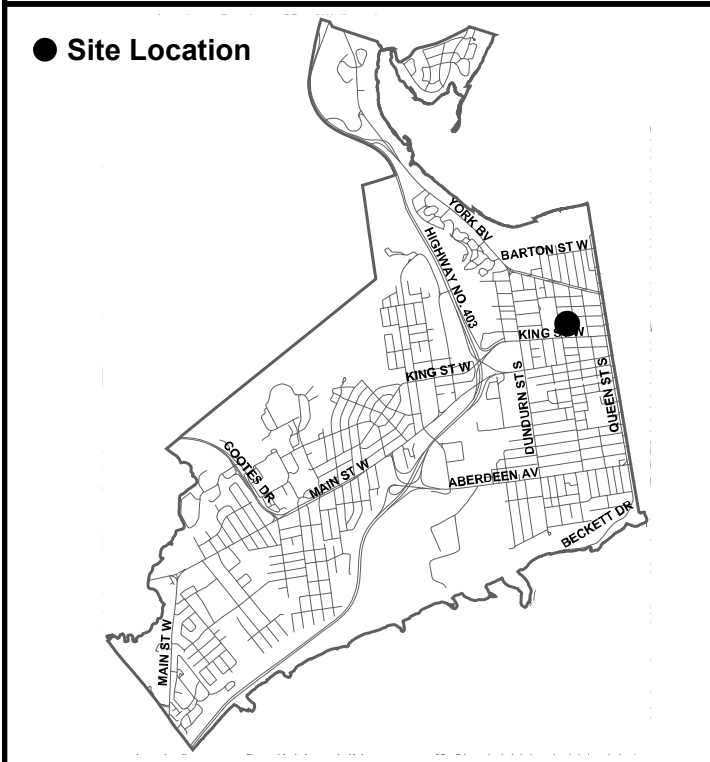 Site Location
YORK BV
BARTON ST W
HIGHWAY NO. 403
KING ST W
KING ST W
DUNDURN ST S
QUEEN ST S
COOTES DR
MAIN ST W
ABERDEEN AV
BECKETT DR
MAIN ST W